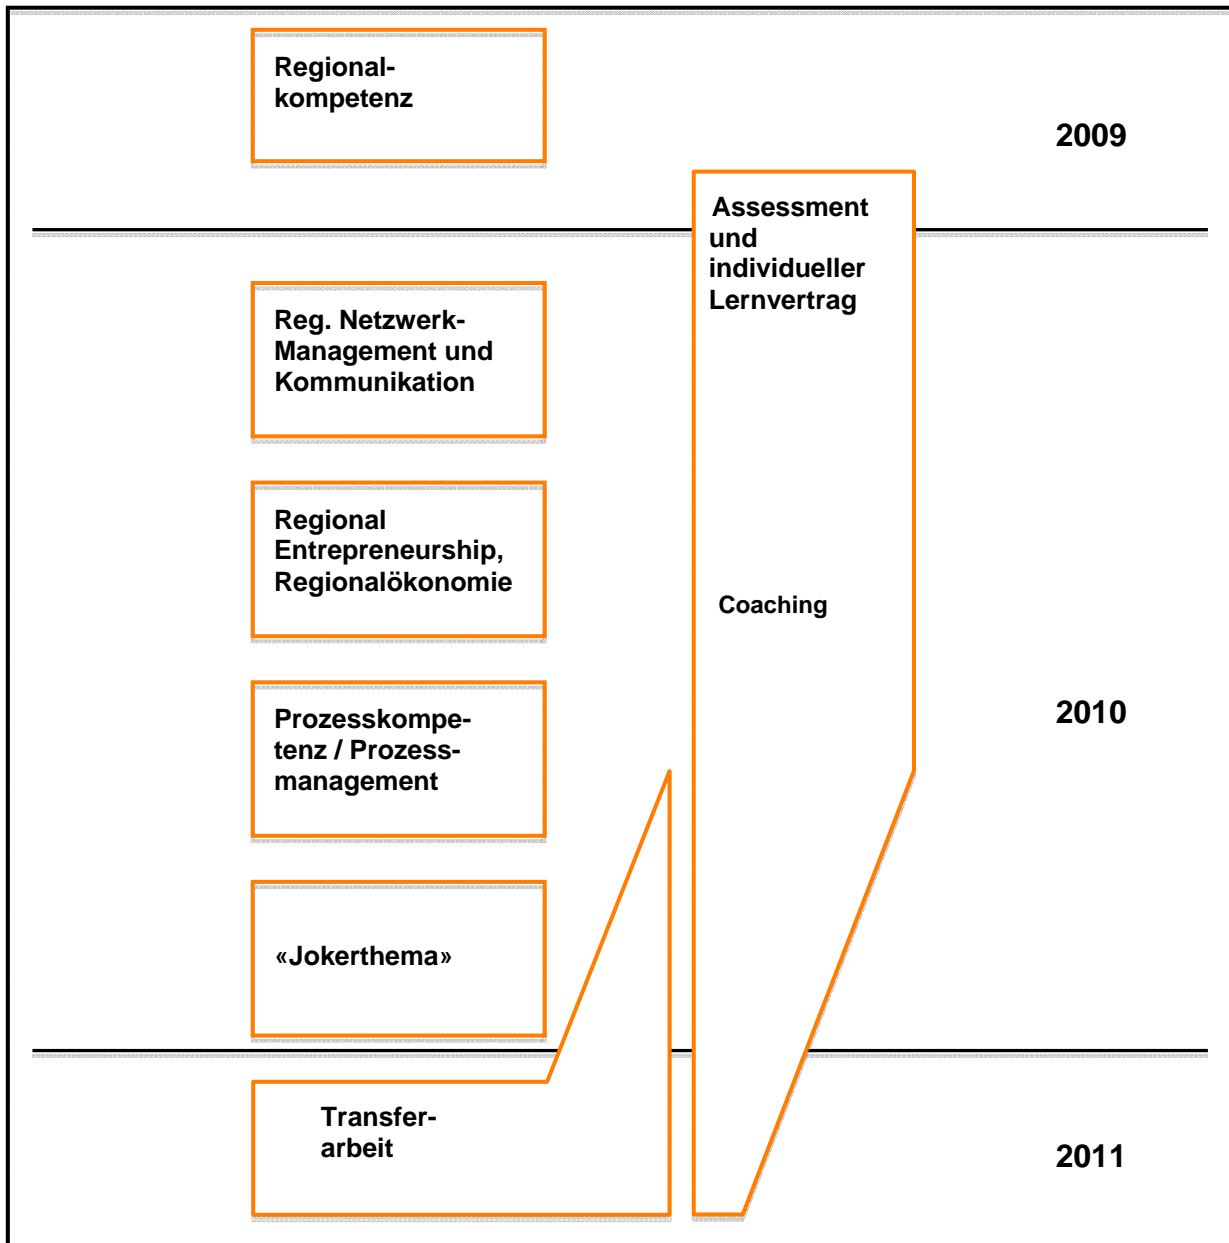 Regional-
kompetenz
2009
Assessment
und
individueller
Lernvertrag
Reg. Netzwerk-
Management und
Kommunikation
Regional
Entrepreneurship,
Regionalökonomie
Coaching
Prozesskompe-
tenz / Prozess-
management
2010
«Jokerthema»
Transfer-
arbeit
2011